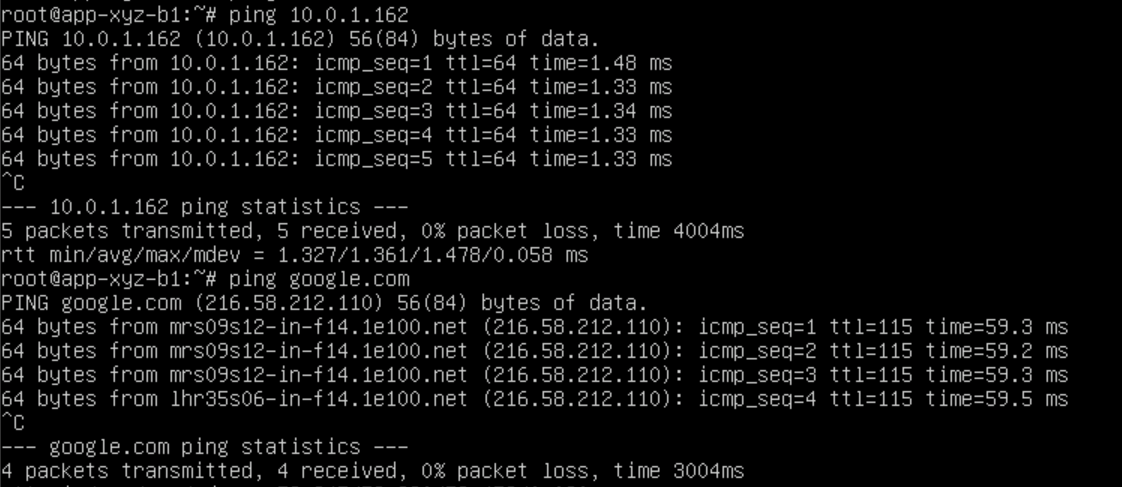 root@app-xyz-b1:~# ping 10.0.1.162
PING 10.0.1.162 (10.0.1.162) 56(84) bytes of data.
64 bytes from 10.0.1.162: icmp_seq=1 ttl=64 time=1.48 ms
64 bytes from 10.0.1.162: icmp_seq=2 ttl=64 time=1.33 ms
64 bytes from 10.0.1.162: icmp_seq=3 ttl=64 time=1.34 ms
64 bytes from 10.0.1.162: icmp_seq=4 ttl=64 time=1.33 ms
64 bytes from 10.0.1.162: icmp_seq=5 ttl=64 time=1.33 ms
^C
--- 10.0.1.162 ping statistics ---
5 packets transmitted, 5 received, 0% packet loss, time 4004ms
rtt min/avg/max/mdev = 1.327/1.361/1.478/0.058 ms
root@app-xyz-b1:~# ping google.com
PING google.com (216.58.212.110) 56(84) bytes of data.
64 bytes from mrs09s12-in-f14.1e100.net (216.58.212.110): icmp_seq=1 ttl=115 time=59.3 ms
64 bytes from mrs09s12-in-f14.1e100.net (216.58.212.110): icmp_seq=2 ttl=115 time=59.2 ms
64 bytes from mrs09s12-in-f14.1e100.net (216.58.212.110): icmp_seq=3 ttl=115 time=59.3 ms
64 bytes from lhr35s06-in-f14.1e100.net (216.58.212.110): icmp_seq=4 ttl=115 time=59.5 ms
^C
--- google.com ping statistics ---
4 packets transmitted, 4 received, 0% packet loss, time 3004ms